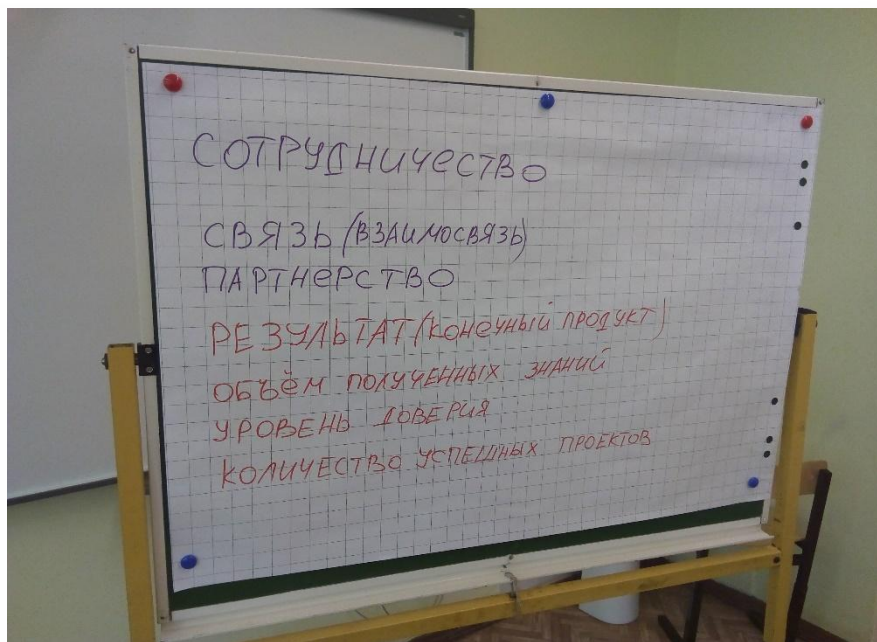 СОТРУДНИЧЕСТВО
СВЯЗЬ (ВЗАИМОСВЯЗЬ)
ПАРТНЕРСТВО
РЕЗУЛЬТАТ (КОНЕЧНЫЙ ПРОДУКТ)
ОБЪЁМ ПОЛУЧЕННЫХ ЗНАНИЙ
УРОВЕНЬ ДОВЕРИЯ
КОЛИЧЕСТВО УСПЕШНЫХ ПРОЕКТОВ